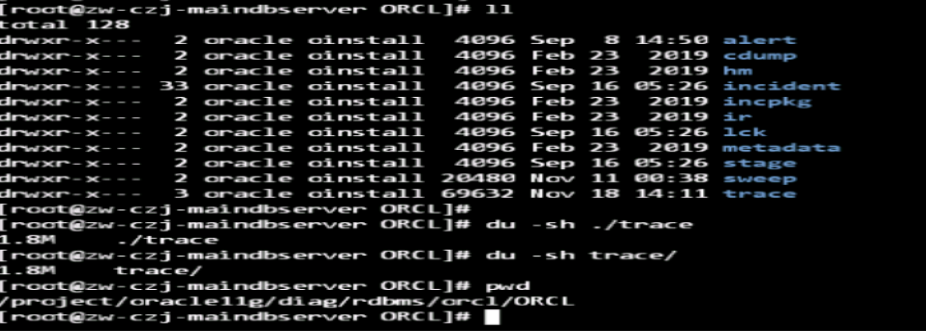 [root@zw-czj-maindbserver ORCL]# ll
total 128
drwxr-x--- 2 oracle oinstall 4096 Sep 8 14:50 alert
drwxr-x--- 2 oracle oinstall 4096 Feb 23 2019 cdump
drwxr-x--- 2 oracle oinstall 4096 Feb 23 2019 hm
drwxr-x--- 33 oracle oinstall 4096 Sep 16 05:26 incident
drwxr-x--- 2 oracle oinstall 4096 Feb 23 2019 incpkg
drwxr-x--- 2 oracle oinstall 4096 Feb 23 2019 ir
drwxr-x--- 2 oracle oinstall 4096 Sep 16 05:26 lck
drwxr-x--- 2 oracle oinstall 4096 Feb 23 2019 metadata
drwxr-x--- 2 oracle oinstall 4096 Sep 16 05:26 stage
drwxr-x--- 2 oracle oinstall 20480 Nov 11 00:38 sweep
drwxr-x--- 3 oracle oinstall 69632 Nov 18 14:11 trace
[root@zw-czj-maindbserver ORCL]#
[root@zw-czj-maindbserver ORCL]# du -sh ./trace
1.8M ./trace
[root@zw-czj-maindbserver ORCL]# du -sh trace/
1.8M trace/
[root@zw-czj-maindbserver ORCL]# pwd
/project/oracle11g/diag/rdbms/orcl/ORCL
[root@zw-czj-maindbserver ORCL]#